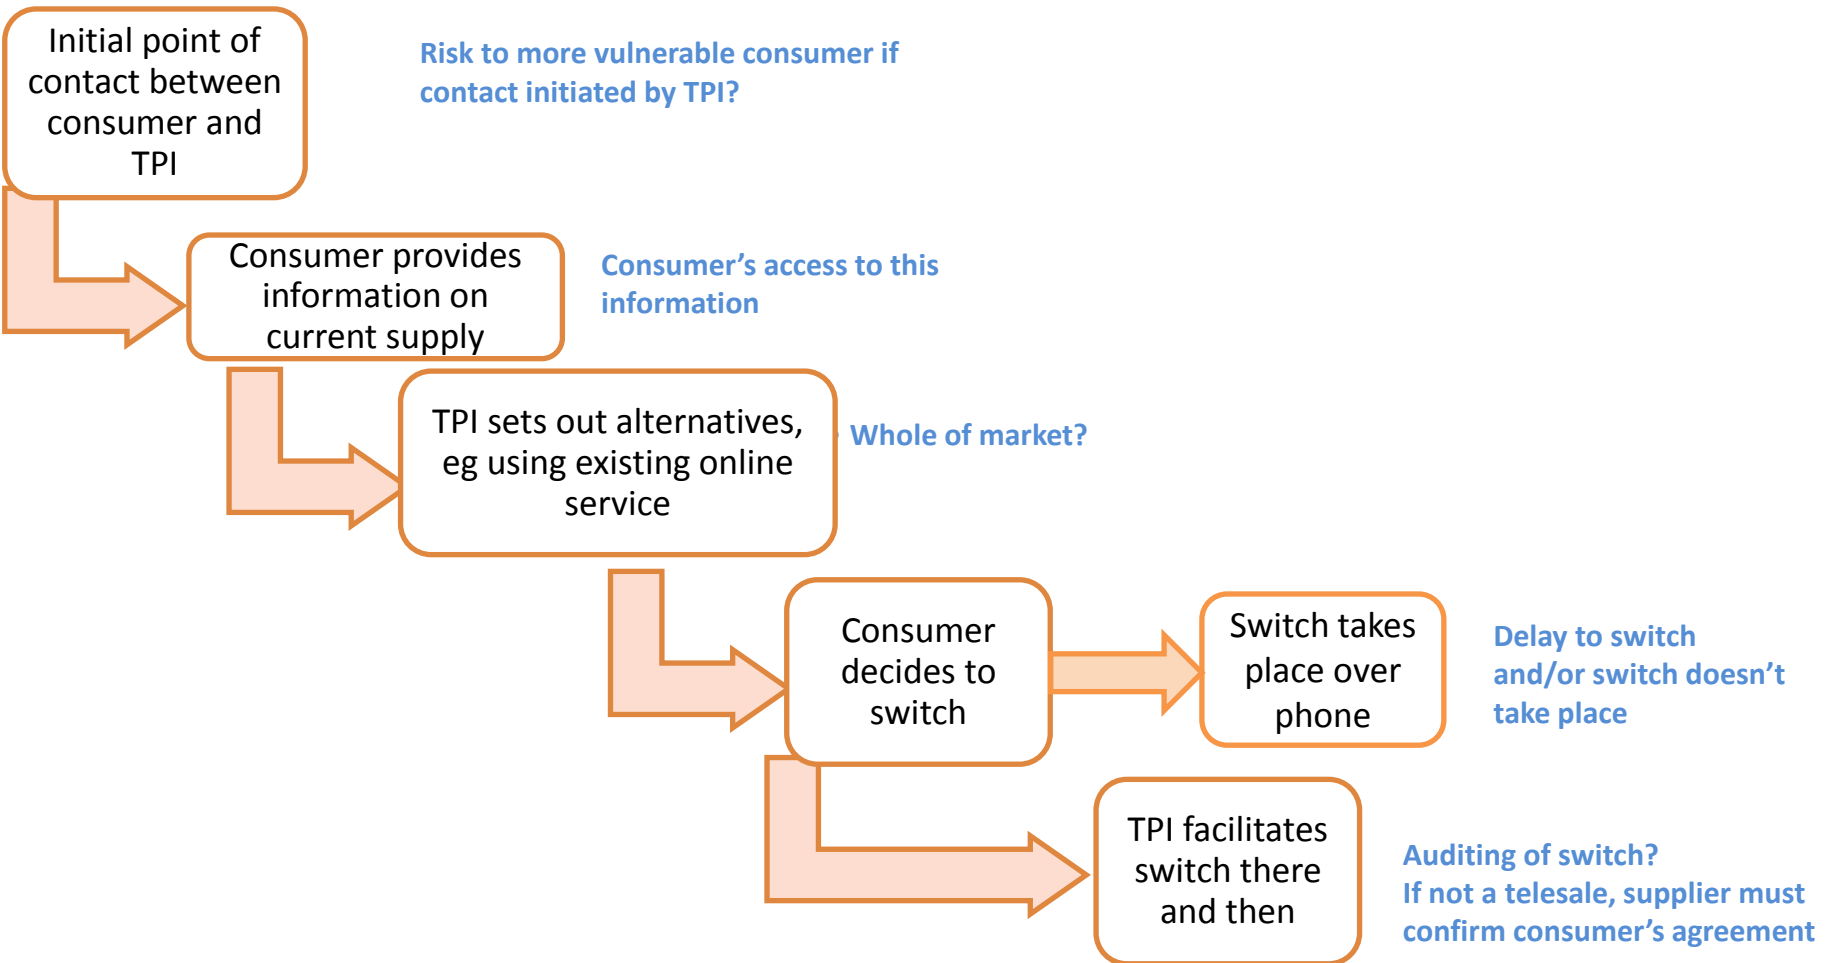 Initial point of
contact between
consumer and
TPI
Risk to more vulnerable consumer if
contact initiated by TPI?
Consumer provides
information on
current supply
Consumer’s access to this
information
TPI sets out alternatives,
eg using existing online
service
Whole of market?
Consumer
decides to
switch
Switch takes
place over
phone
Delay to switch
and/or switch doesn’t
take place
TPI facilitates
switch there
and then
Auditing of switch?
If not a telesale, supplier must
confirm consumer’s agreement